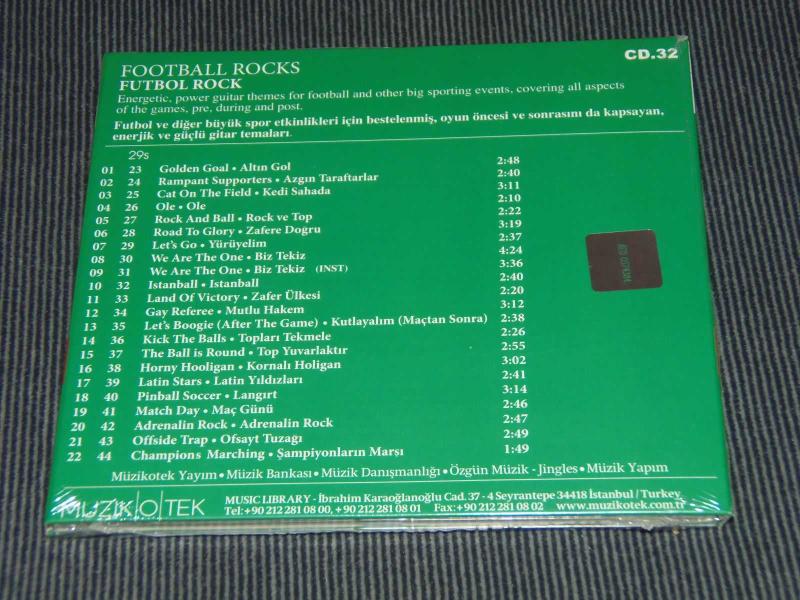 CD.32
FOOTBALL ROCKS
FUTBOL ROCK
Energetic, power guitar themes for football and other big sporting events, covering all aspects
of the games, pre, during and post.
Futbol ve diğer büyük spor etkinlikleri için bestelenmiş, oyun öncesi ve sonrasını da kapsayan,
enerjik ve güçlü gitar temaları.
29s
01 23 Golden Goal • Altın Gol 2:48
02 24 Rampant Supporters • Azgın Taraftarlar 2:40
03 25 Cat On The Field • Kedi Sahada 3:11
04 26 Ole • Ole 2:10
05 27 Rock And Ball • Rock ve Top 2:22
06 28 Road To Glory • Zafere Doğru 3:19
07 29 Let's Go • Yürüyelim 2:37
08 30 We Are The One • Biz Tekiz 4:24
09 31 We Are The One • Biz Tekiz (INST) 3:36
10 32 Istanball • Istanball 2:40
11 33 Land Of Victory • Zafer Ülkesi 2:20
12 34 Gay Referee • Mutlu Hakem 3:12
13 35 Let's Boogie (After The Game) • Kutlayalım (Maçtan Sonra) 2:38
14 36 Kick The Balls • Topları Tekmele 2:26
15 37 The Ball is Round • Top Yuvarlaktır 2:55
16 38 Horny Hooligan • Kornalı Holigan 3:02
17 39 Latin Stars • Latin Yıldızları 2:41
18 40 Pinball Soccer • Langırt 3:14
19 41 Match Day • Maç Günü 2:46
20 42 Adrenalin Rock • Adrenalin Rock 2:47
21 43 Offside Trap • Ofsayt Tuzağı 2:49
22 44 Champions Marching • Şampiyonların Marşı 1:49
Müzikotek Yayım • Müzik Bankası • Müzik Danışmanlığı • Özgün Müzik - Jingles • Müzik Yapım
MUZIK|O|TEK
MUSIC LIBRARY - İbrahim Karaoğlanoğlu Cad. 37 - 4 Seyrantepe 34418 İstanbul / Turkey
Tel:+90 212 281 08 00, +90 212 281 08 01 Fax:+90 212 281 08 02 www.muzikotek.com.tr